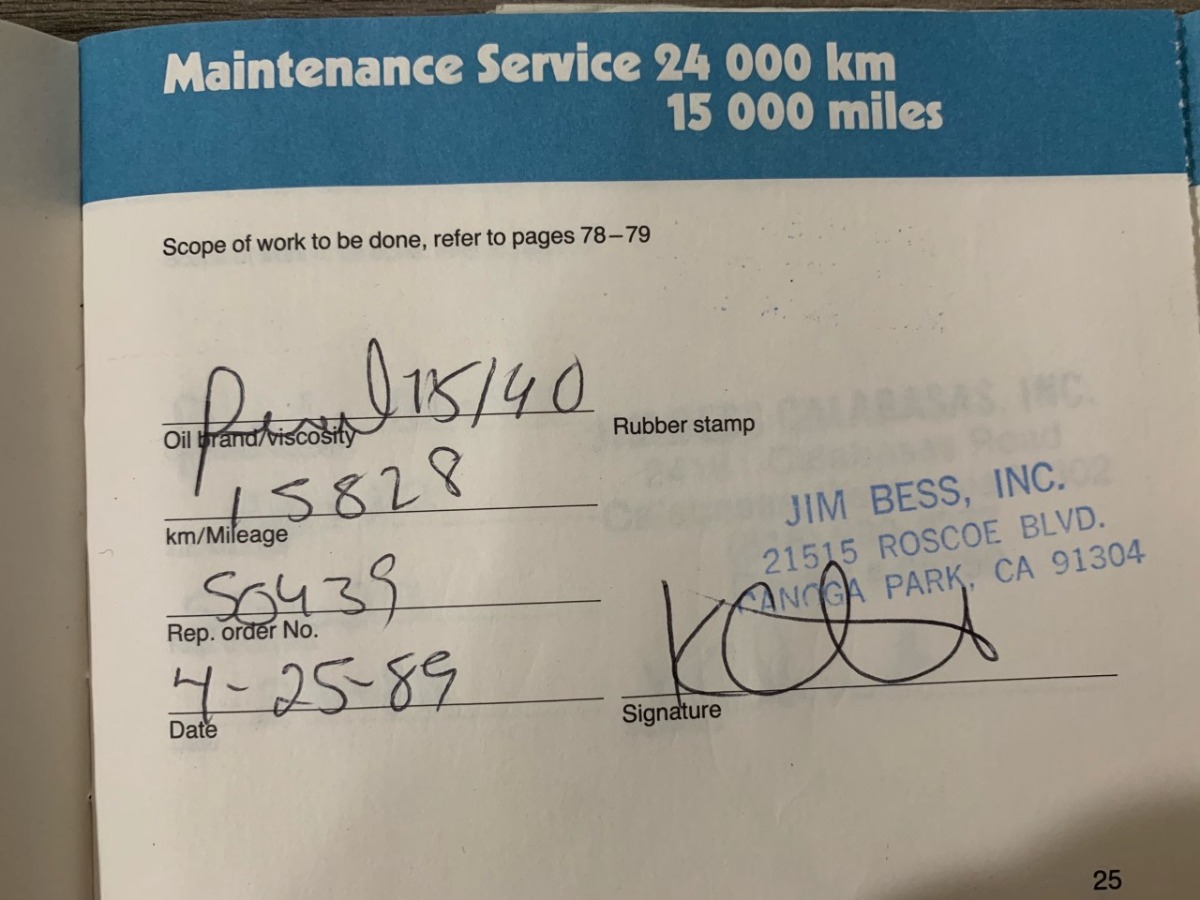 Maintenance Service 24 000 km
15 000 miles
Scope of work to be done, refer to pages 78–79
15/40
Oil brand/viscosity
Rubber stamp
15828
km/Mileage
JIM BESS, INC.
21515 ROSCOE BLVD.
CANOGA PARK, CA 91304
50439
Rep. order No.
4-25-89
Date
Signature
25